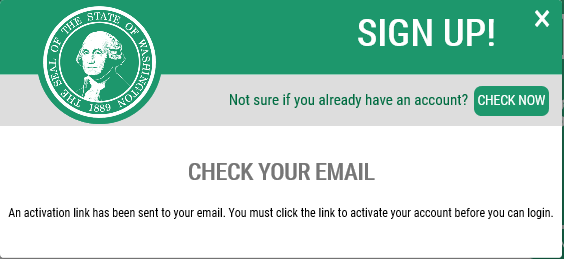 SIGN UP!
X
THE SEAL OF THE STATE OF WASHINGTON
1889
Not sure if you already have an account? CHECK NOW
CHECK YOUR EMAIL
An activation link has been sent to your email. You must click the link to activate your account before you can login.